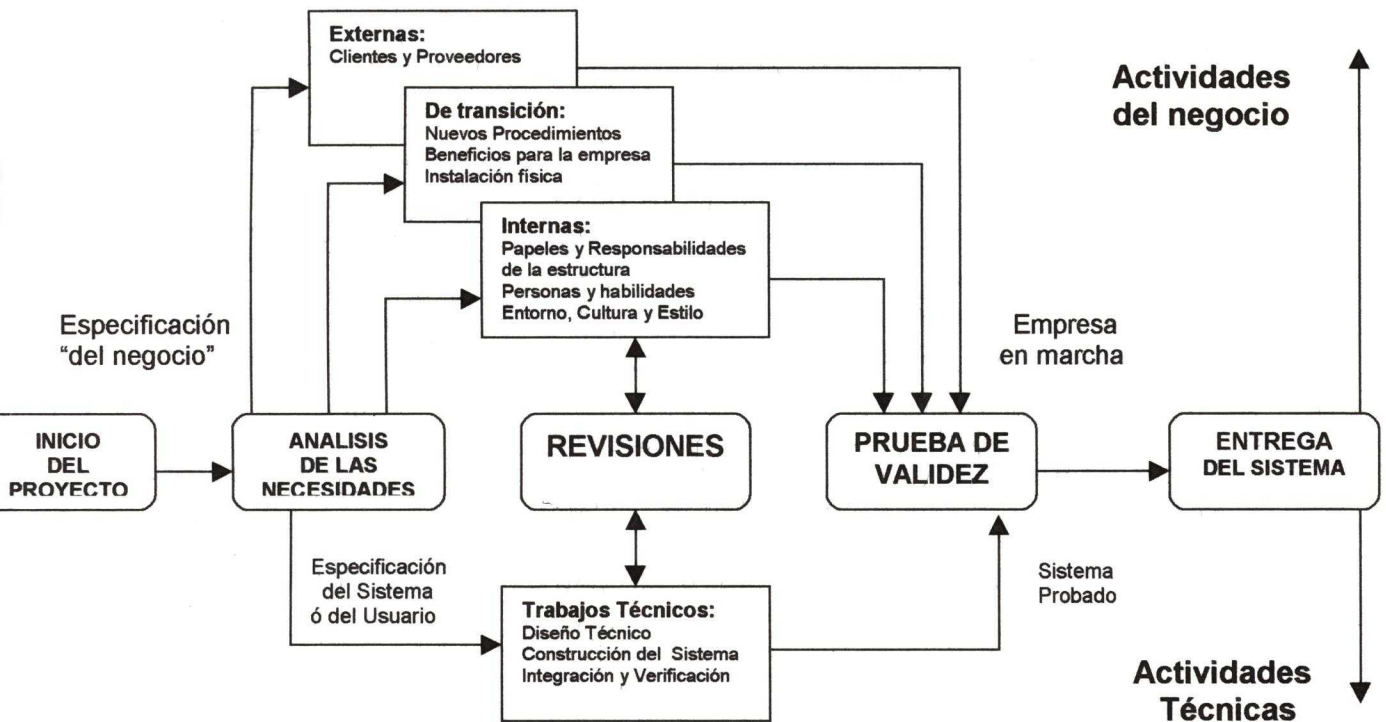 Externas:
Clientes y Proveedores
Actividades
del negocio
De transición:
Nuevos Procedimientos
Beneficios para la empresa
Instalación física
Internas:
Papeles y Responsabilidades
de la estructura
Personas y habilidades
Entorno, Cultura y Estilo
Especificación
“del negocio”
Empresa
en marcha
INICIO
DEL
PROYECTO
ANALISIS
DE LAS
NECESIDADES
REVISIONES
PRUEBA DE
VALIDEZ
ENTREGA
DEL SISTEMA
Especificación
del Sistema
ó del Usuario
Trabajos Técnicos:
Diseño Técnico
Construcción del Sistema
Integración y Verificación
Sistema
Probado
Actividades
Técnicas